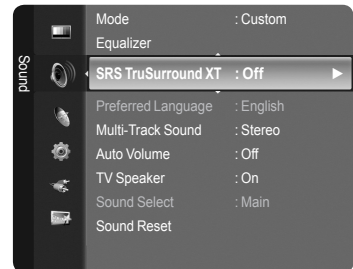 Sound
Mode : Custom
Equalizer
SRS TruSurround XT : Off
Preferred Language : English
Multi-Track Sound : Stereo
Auto Volume : Off
TV Speaker : On
Sound Select : Main
Sound Reset